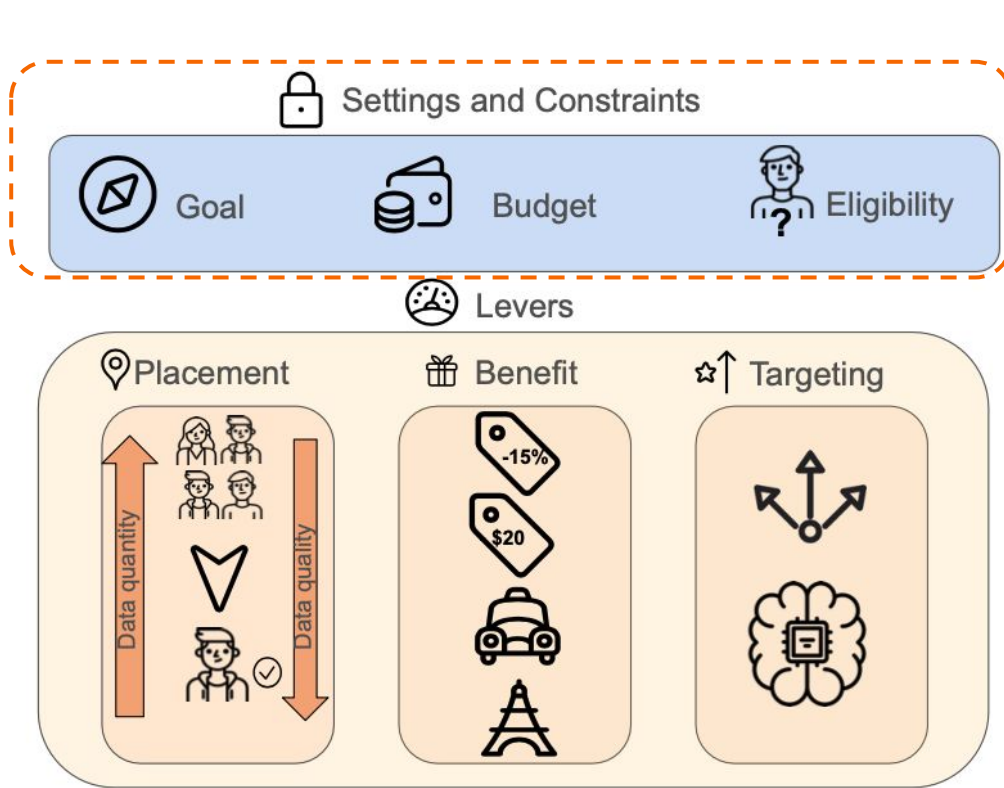 Settings and Constraints
Goal
Budget
?
Eligibility
Levers
Placement
Benefit
Targeting
Data quantity
Data quality
-15%
$20